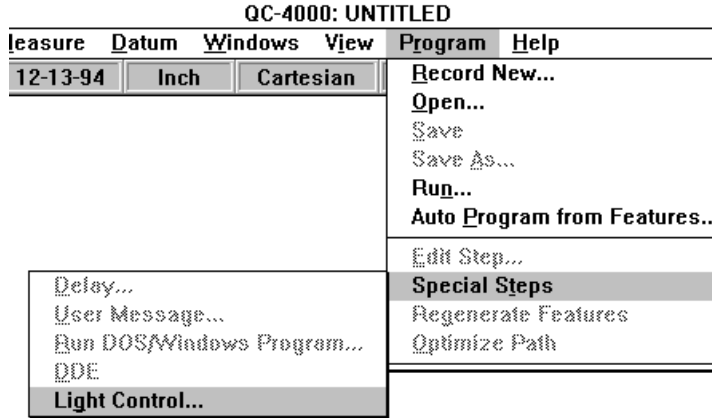 QC-4000: UNTITLED
leasure Datum Windows View Program Help
12-13-94 Inch Cartesian
Record New...
Open...
Save
Save As...
Run...
Auto Program from Features..
Edit Step...
Special Steps
Regenerate Features
Optimize Path
Delay...
User Message...
Run DOS/Windows Program...
DDE
Light Control...